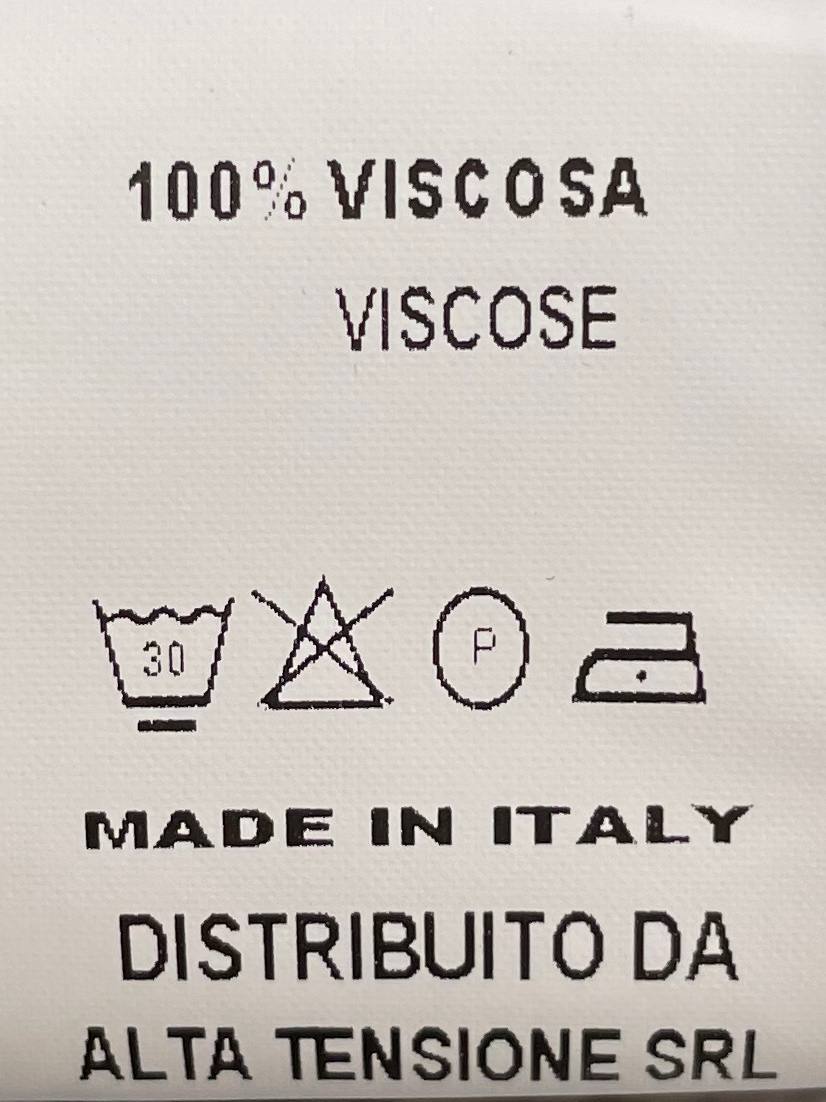 100% VISCOSA
VISCOSE
30 P
MADE IN ITALY
DISTRIBUITO DA
ALTA TENSIONE SRL